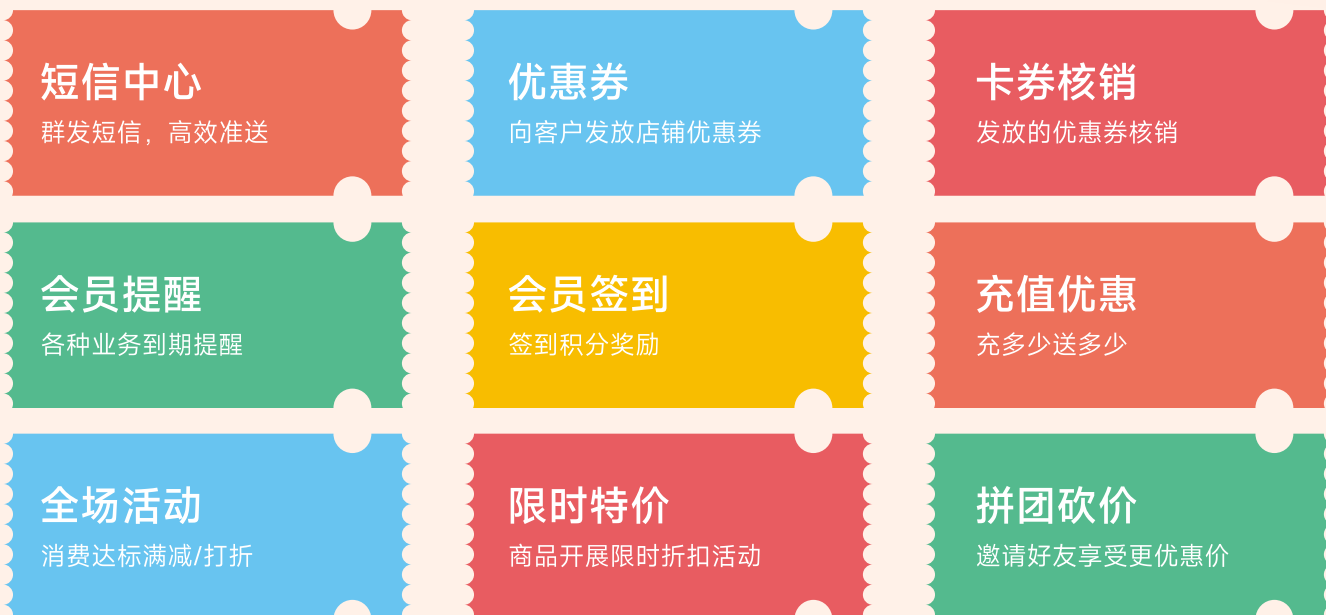 短信中心
群发短信，高效准送
优惠券
向客户发放店铺优惠券
卡券核销
发放的优惠券核销
会员提醒
各种业务到期提醒
会员签到
签到积分奖励
充值优惠
充多少送多少
全场活动
消费达标满减/打折
限时特价
商品开展限时折扣活动
拼团砍价
邀请好友享受更优惠价